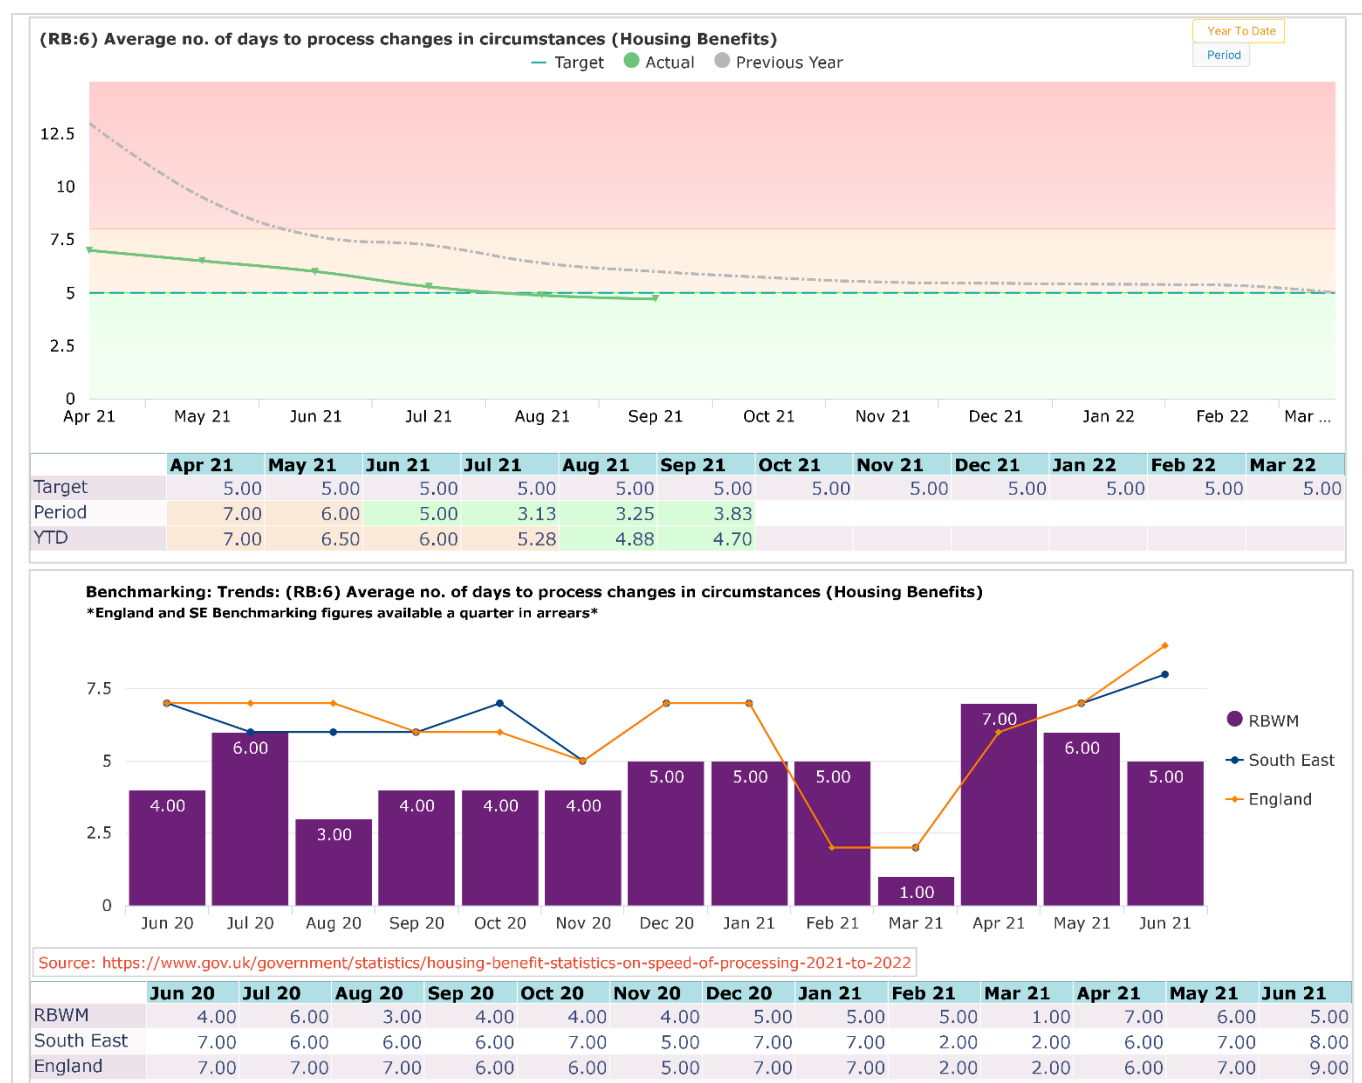 (RB:6) Average no. of days to process changes in circumstances (Housing Benefits)
Year To Date
Period
Target Actual Previous Year
12.5
10
7.5
5
2.5
0
Apr 21 May 21 Jun 21 Jul 21 Aug 21 Sep 21 Oct 21 Nov 21 Dec 21 Jan 22 Feb 22 Mar ...
Apr 21 May 21 Jun 21 Jul 21 Aug 21 Sep 21 Oct 21 Nov 21 Dec 21 Jan 22 Feb 22 Mar 22
Target 5.00 5.00 5.00 5.00 5.00 5.00 5.00 5.00 5.00 5.00 5.00 5.00
Period 7.00 6.00 5.00 3.13 3.25 3.83
YTD 7.00 6.50 6.00 5.28 4.88 4.70
Benchmarking: Trends: (RB:6) Average no. of days to process changes in circumstances (Housing Benefits)
*England and SE Benchmarking figures available a quarter in arrears*
7.5
5
2.5
0
4.00 6.00 3.00 4.00 4.00 4.00 5.00 5.00 5.00 1.00 7.00 6.00 5.00
RBWM
South East
England
Jun 20 Jul 20 Aug 20 Sep 20 Oct 20 Nov 20 Dec 20 Jan 21 Feb 21 Mar 21 Apr 21 May 21 Jun 21
Source: https://www.gov.uk/government/statistics/housing-benefit-statistics-on-speed-of-processing-2021-to-2022
Jun 20 Jul 20 Aug 20 Sep 20 Oct 20 Nov 20 Dec 20 Jan 21 Feb 21 Mar 21 Apr 21 May 21 Jun 21
RBWM 4.00 6.00 3.00 4.00 4.00 4.00 5.00 5.00 5.00 1.00 7.00 6.00 5.00
South East 7.00 6.00 6.00 6.00 7.00 5.00 7.00 7.00 2.00 2.00 6.00 7.00 8.00
England 7.00 7.00 7.00 6.00 6.00 5.00 7.00 7.00 2.00 2.00 6.00 7.00 9.00